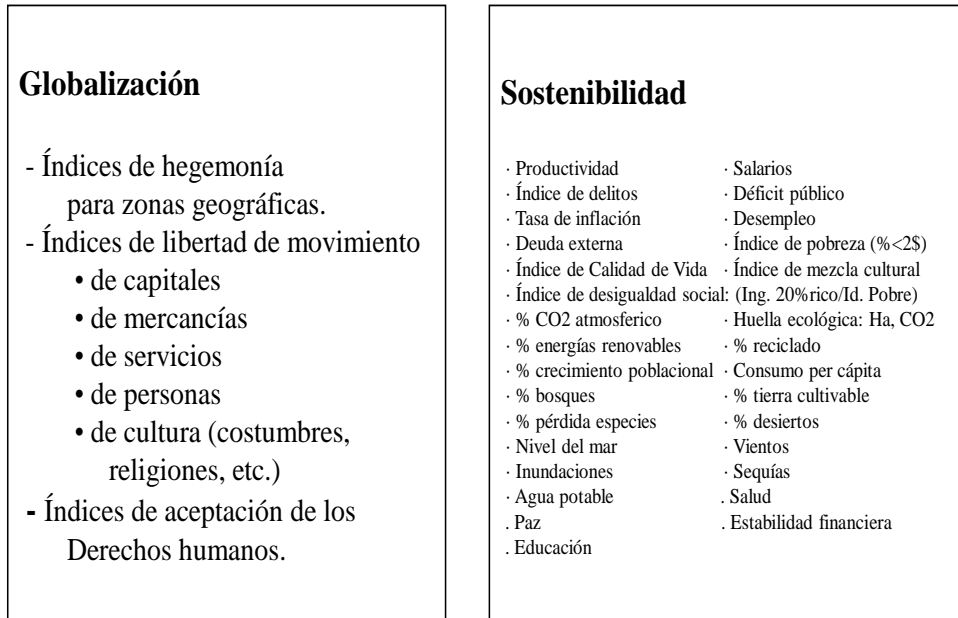 Globalización
- Índices de hegemonía
para zonas geográficas.
- Índices de libertad de movimiento
• de capitales
• de mercancías
• de servicios
• de personas
• de cultura (costumbres,
religiones, etc.)
- Índices de aceptación de los
Derechos humanos.
Sostenibilidad
· Productividad · Salarios
· Índice de delitos · Déficit público
· Tasa de inflación · Desempleo
· Deuda externa · Índice de pobreza (%<2$)
· Índice de Calidad de Vida · Índice de mezcla cultural
· Índice de desigualdad social: (Ing. 20%rico/Id. Pobre)
· % CO2 atmosferico · Huella ecológica: Ha, CO2
· % energías renovables · % reciclado
· % crecimiento poblacional · Consumo per cápita
· % bosques · % tierra cultivable
· % pérdida especies · % desiertos
· Nivel del mar · Vientos
· Inundaciones · Sequías
· Agua potable . Salud
. Paz . Estabilidad financiera
. Educación